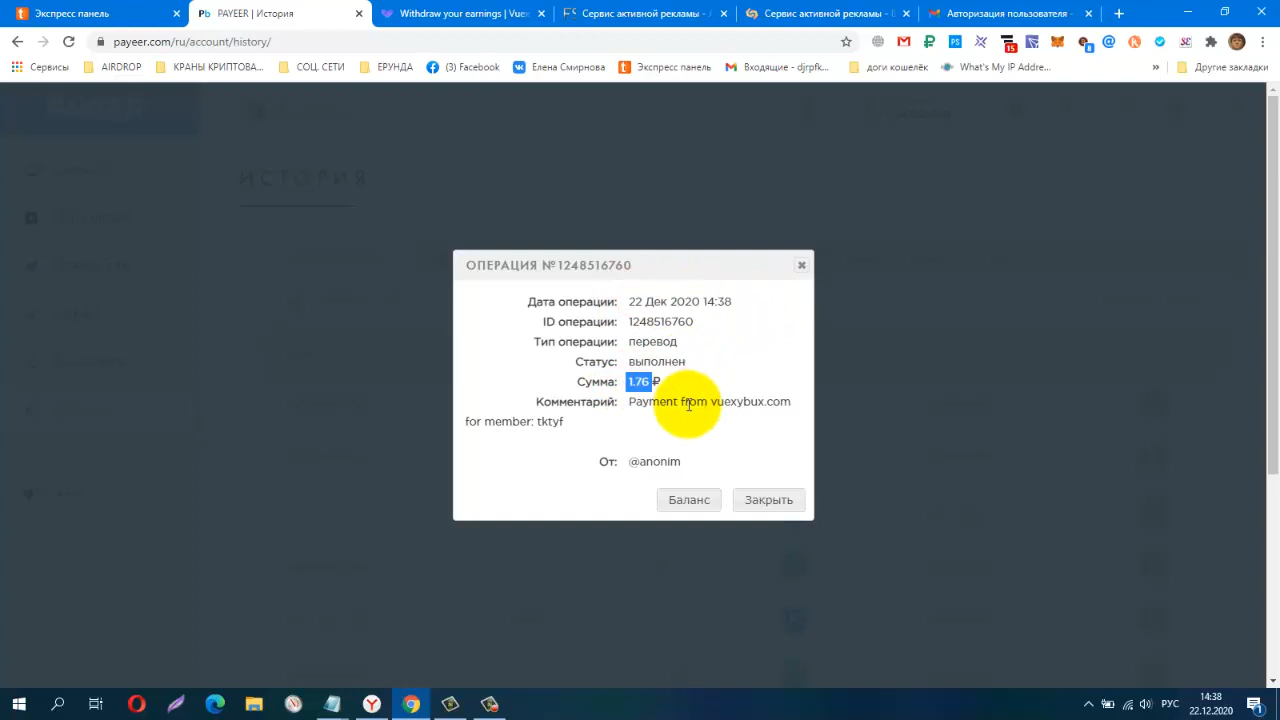 Экспресс панель
PAYEER | История
Withdraw your earnings | Vuex
Сервис активной рекламы - А
Сервис активной рекламы -
Авторизация пользователя -
payeer.com/ru/account/history/
15
8
Сервисы
AIRDROP
КРАНЫ КРИПТОВА...
СОЦ. СЕТИ
ЕРУНДА
(3) Facebook
Елена Смирнова
Экспресс панель
Входящие - djrpfk...
доги кошелёк
What's My IP Addre...
»
Другие закладки
ИСТОРИЯ
ОПЕРАЦИЯ №1248516760
Дата операции: 22 Дек 2020 14:38
ID операции: 1248516760
Тип операции: перевод
Статус: выполнен
Сумма: 1.76 ₽
Комментарий: Payment from vuexybux.com
for member: tktyf
От: @anonim
Баланс
Закрыть
РУС
14:38
22.12.2020